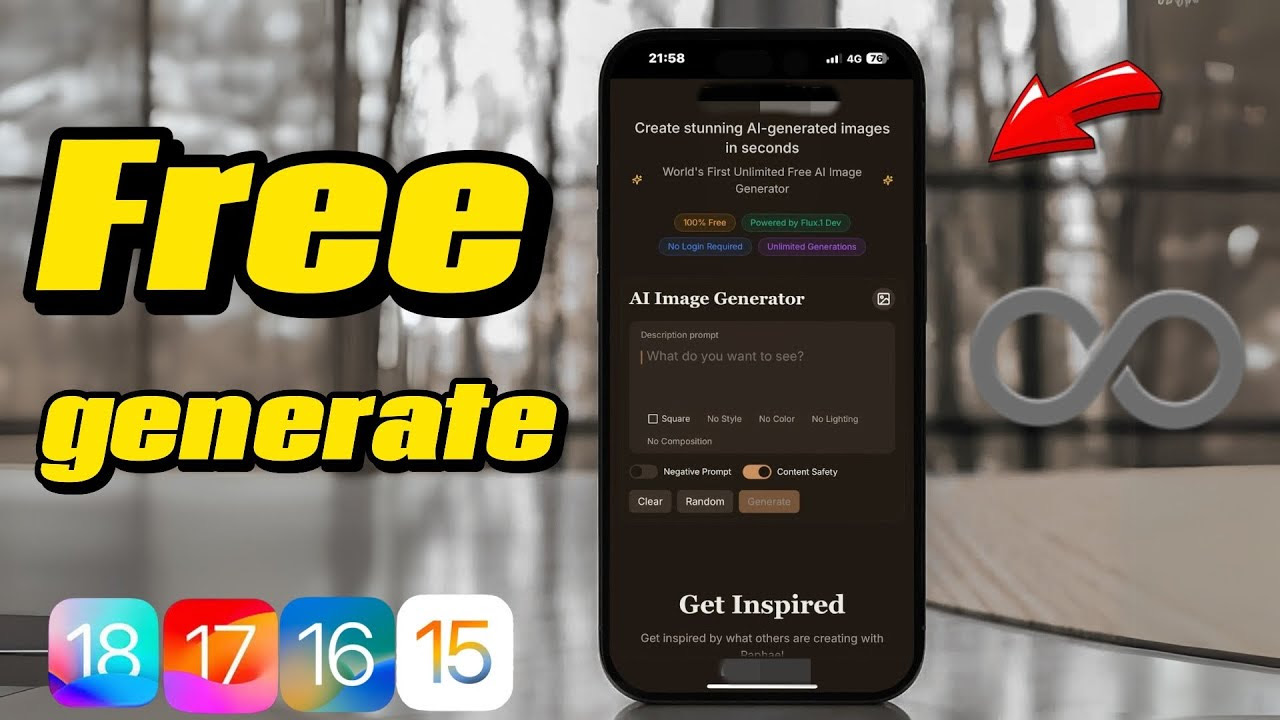 Free
generate
18 17 16 15
21:58 4G 76
Create stunning AI-generated images
in seconds
World's First Unlimited Free AI Image
Generator
100% Free Powered by Flux.1 Dev
No Login Required Unlimited Generations
AI Image Generator
Description prompt
What do you want to see?
Square No Style No Color No Lighting
No Composition
Negative Prompt Content Safety
Clear Random Generate
Get Inspired
Get inspired by what others are creating with
Raphael